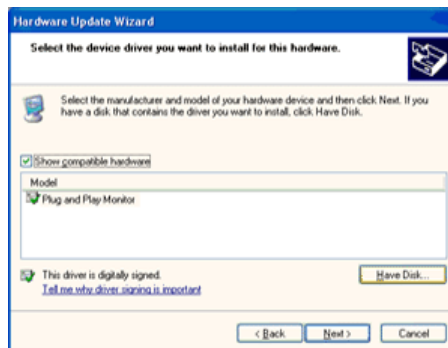 Hardware Update Wizard
Select the device driver you want to install for this hardware.
Select the manufacturer and model of your hardware device and then click Next. If you
have a disk that contains the driver you want to install, click Have Disk.
Show compatible hardware
Model
Plug and Play Monitor
This driver is digitally signed.
Have Disk...
Tell me why driver signing is important
< Back
Next >
Cancel